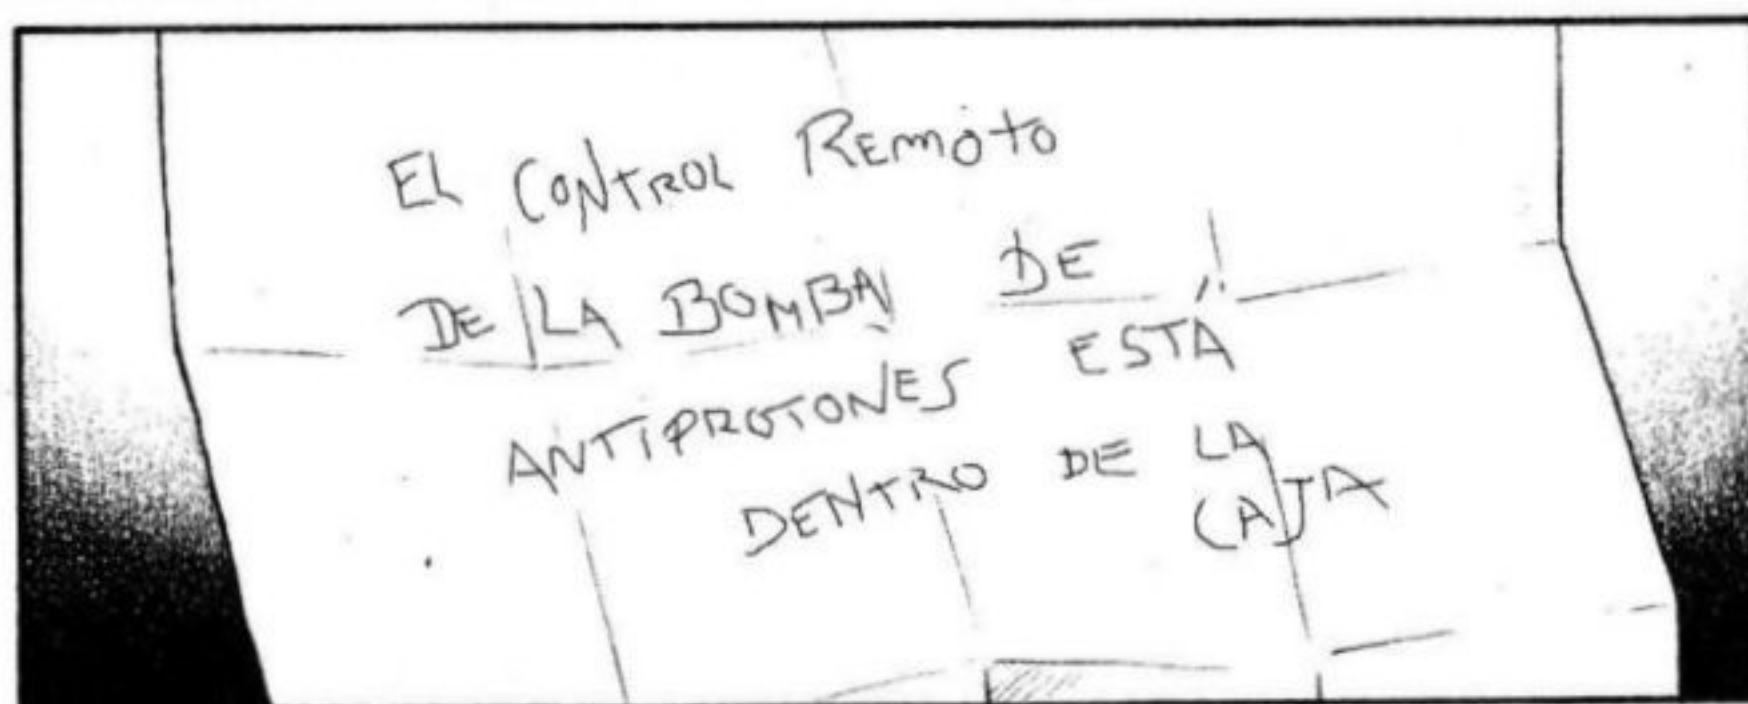 EL CONTROL REMOTO
DE LA BOMBA DE
ANTIPROTONES ESTÁ
DENTRO DE LA
CAJA